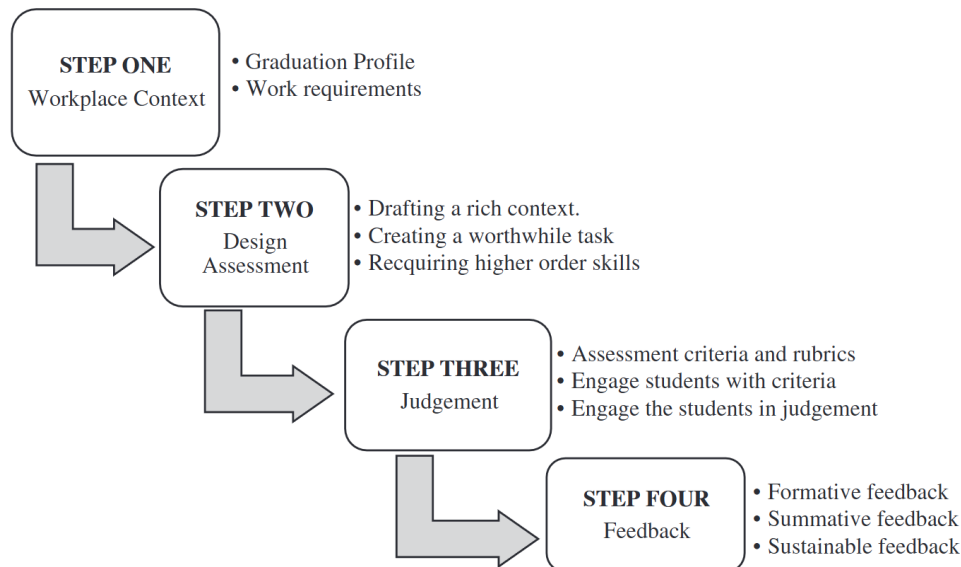 STEP ONE
Workplace Context
• Graduation Profile
• Work requirements
STEP TWO
Design
Assessment
• Drafting a rich context.
• Creating a worthwhile task
• Recquiring higher order skills
STEP THREE
Judgement
• Assessment criteria and rubrics
• Engage students with criteria
• Engage the students in judgement
STEP FOUR
Feedback
• Formative feedback
• Summative feedback
• Sustainable feedback